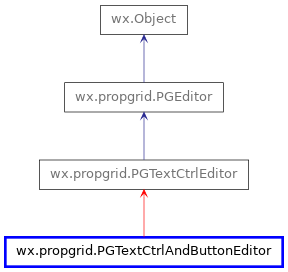 wx.Object
wx.propgrid.PGEditor
wx.propgrid.PGTextCtrlEditor
wx.propgrid.PGTextCtrlAndButtonEditor